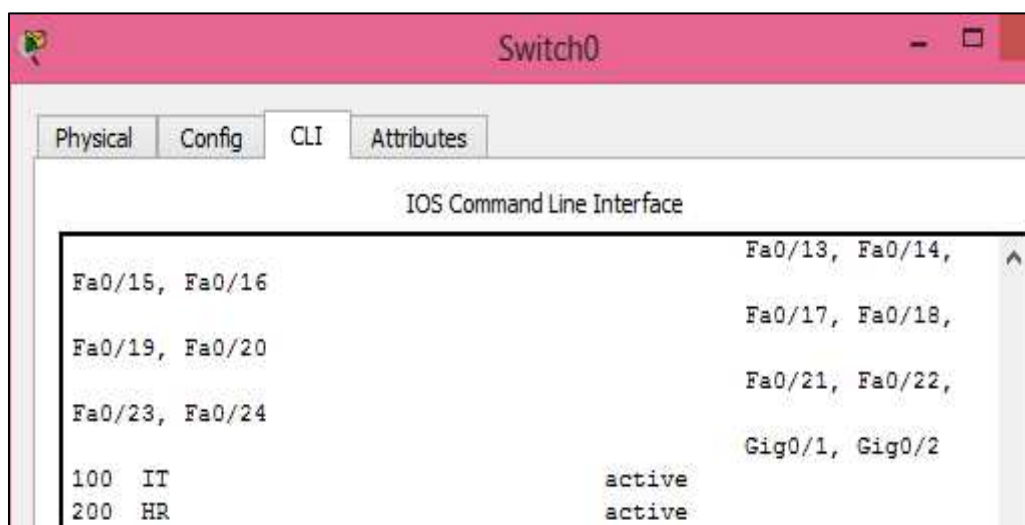 Switch0
Physical Config CLI Attributes
IOS Command Line Interface
Fa0/13, Fa0/14,
Fa0/15, Fa0/16
Fa0/17, Fa0/18,
Fa0/19, Fa0/20
Fa0/21, Fa0/22,
Fa0/23, Fa0/24
Gig0/1, Gig0/2
100 IT active
200 HR active